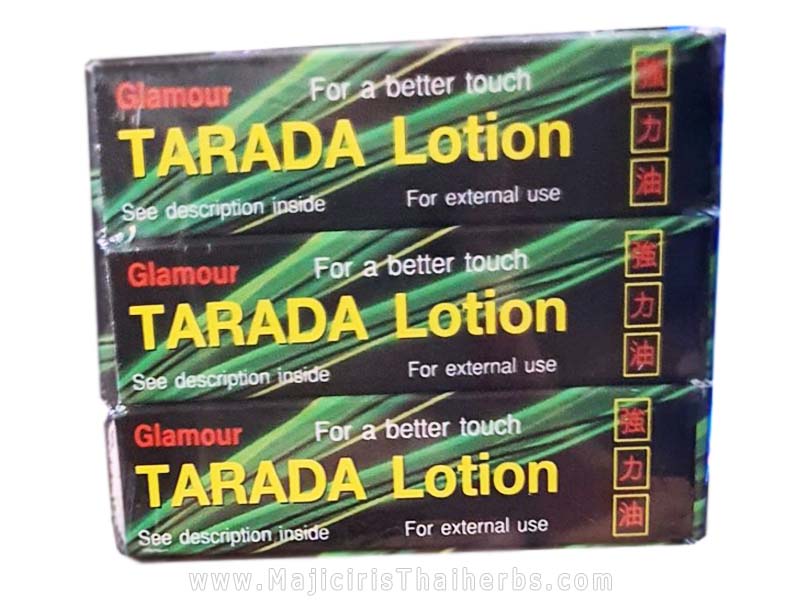 Glamour For a better touch
TARADA Lotion
See description inside For external use
強
力
油
Glamour For a better touch
TARADA Lotion
See description inside For external use
強
力
油
Glamour For a better touch
TARADA Lotion
See description inside For external use
強
力
油
www.MajicirisThaiherbs.com